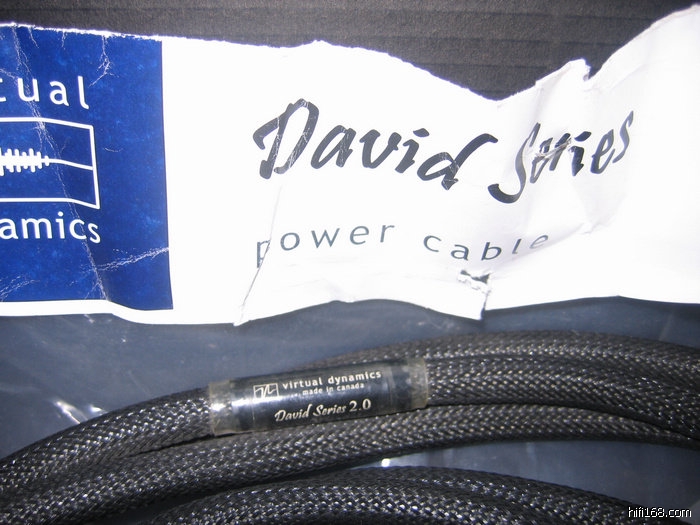 tual
amics
David Series
power cable
virtual dynamics
made in canada
David Series 2.0
hifi168.com